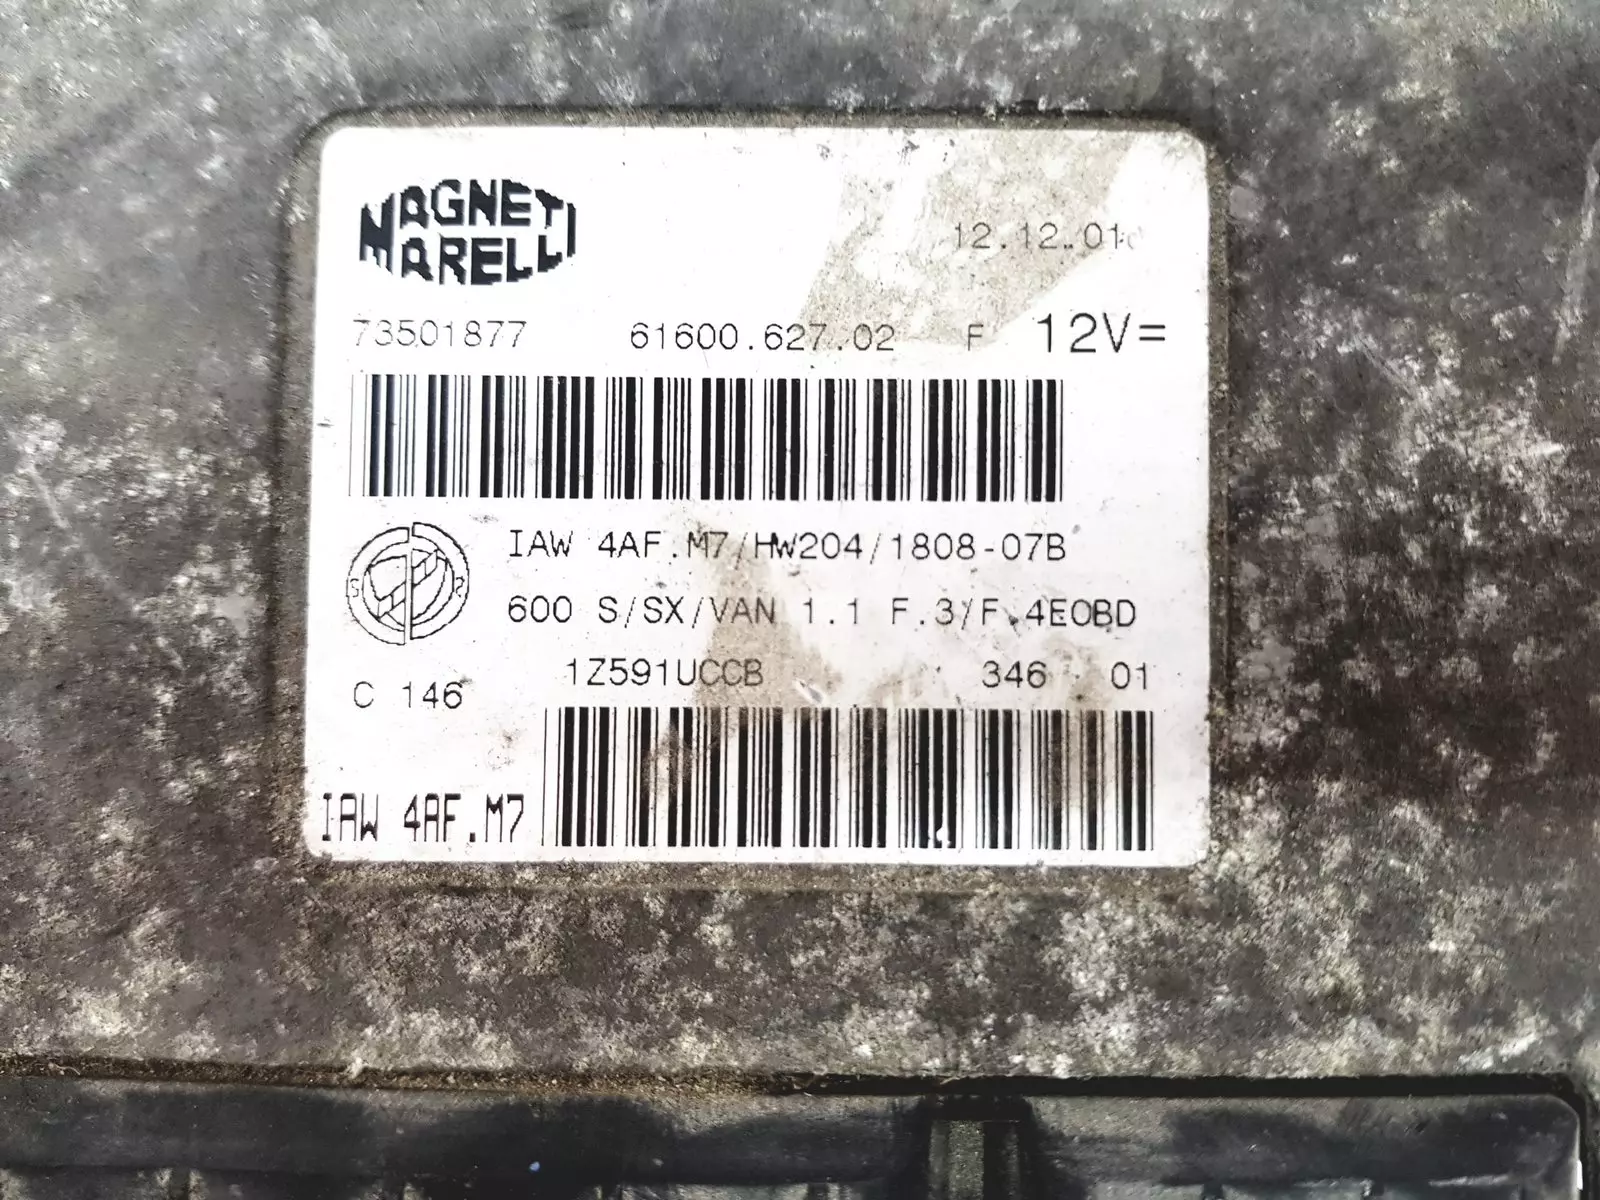 MAGNETI
MARELLI
12.12.01
73501877 61600.627.02 F 12V=
IAW 4AF.M7/HW204/1808-07B
600 S/SX/VAN 1.1 F.3/F.4EOBD
1Z591UCCB 346 01
C 146
IAW 4AF.M7